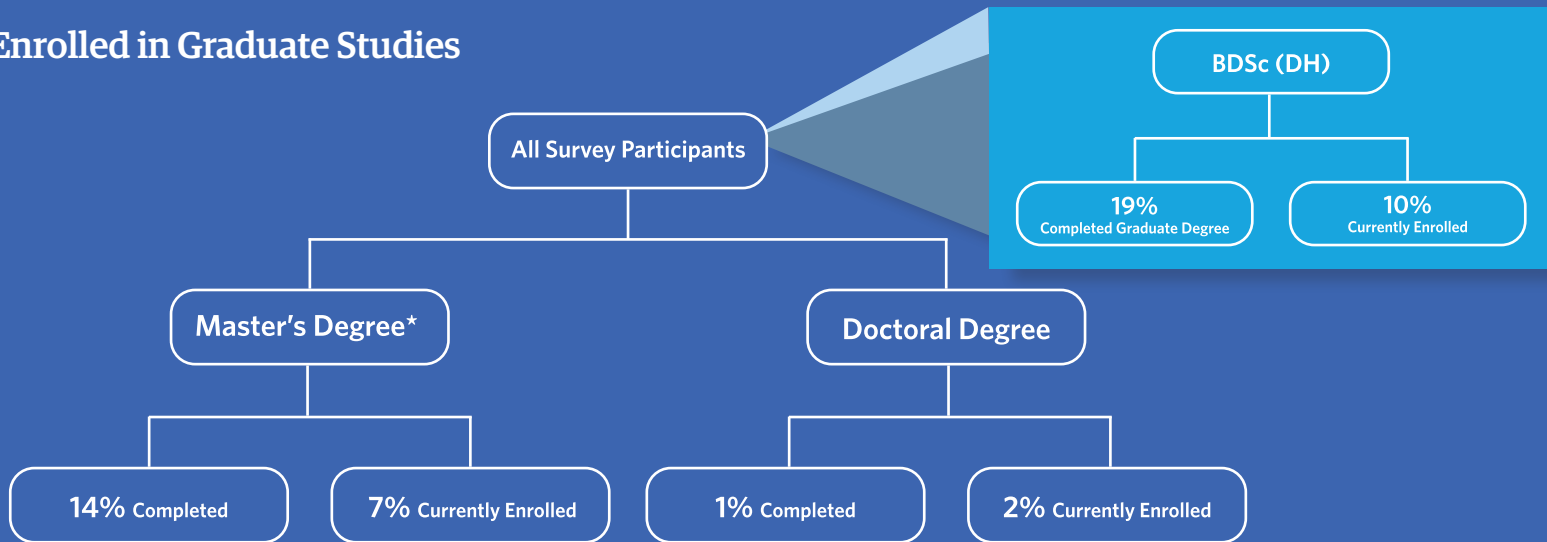 Enrolled in Graduate Studies
BDSc (DH)
All Survey Participants
19%
Completed Graduate Degree
10%
Currently Enrolled
Master's Degree*
Doctoral Degree
14% Completed
7% Currently Enrolled
1% Completed
2% Currently Enrolled